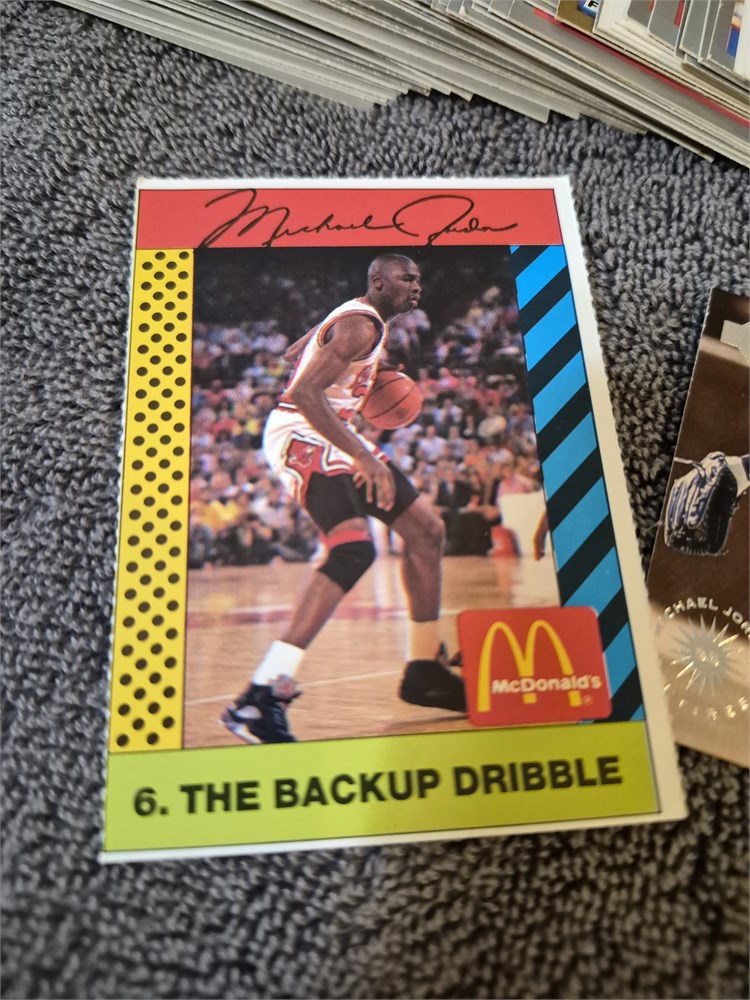 Michael Jordan
McDonald's
6. THE BACKUP DRIBBLE